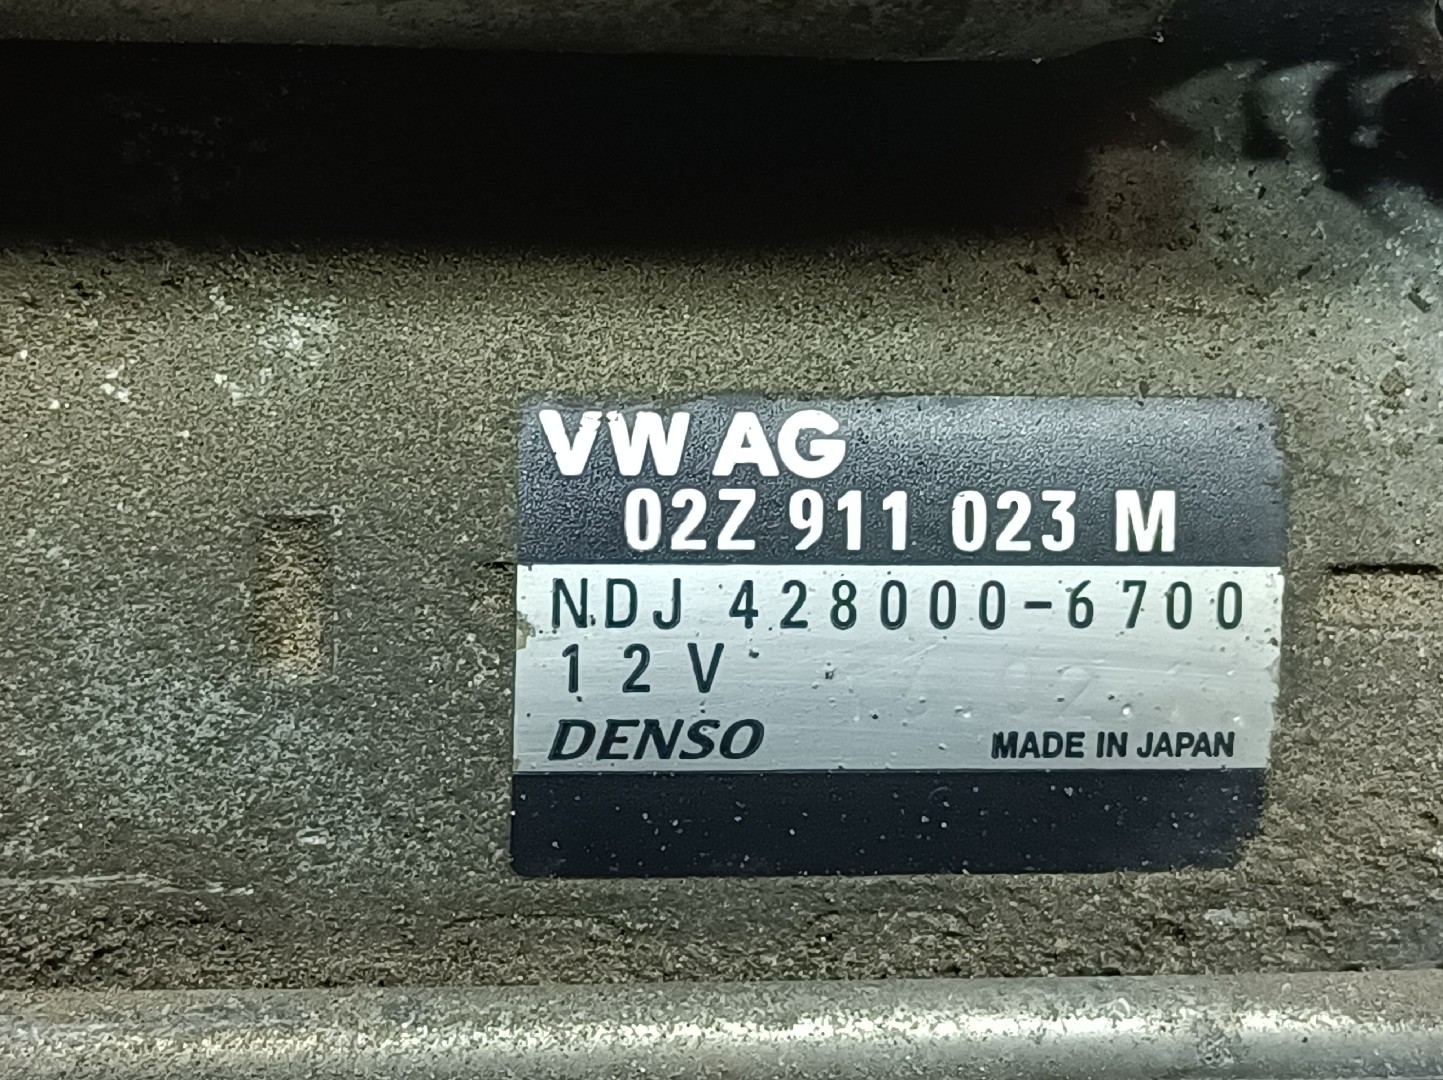 VW AG
02Z 911 023 M
NDJ 428000-6700
12V
DENSO
MADE IN JAPAN